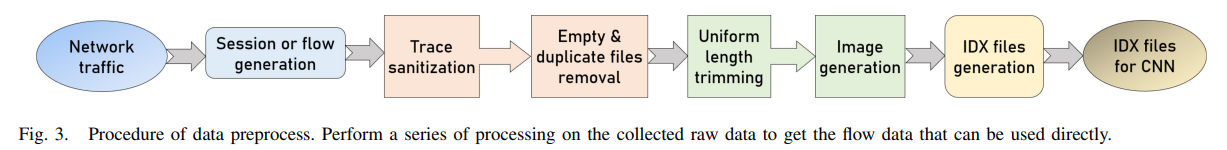 Network
traffic
Session or flow
generation
Trace
sanitization
Empty &
duplicate files
removal
Uniform
length
trimming
Image
generation
IDX files
generation
IDX files
for CNN
Fig. 3. Procedure of data preprocess. Perform a series of processing on the collected raw data to get the flow data that can be used directly.